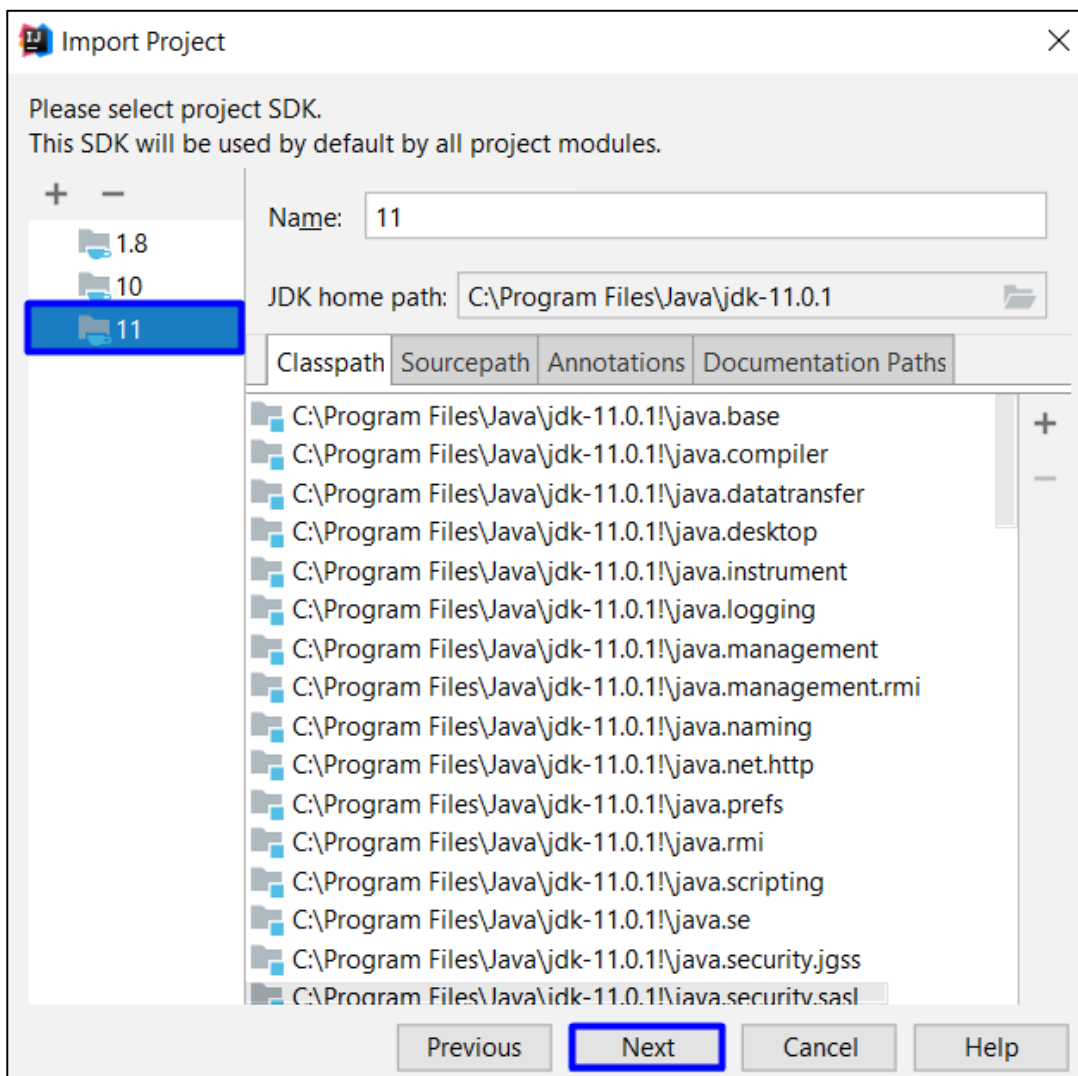 Import Project
Please select project SDK.
This SDK will be used by default by all project modules.
1.8
10
11
Name: 11
JDK home path: C:\Program Files\Java\jdk-11.0.1
Classpath Sourcepath Annotations Documentation Paths
C:\Program Files\Java\jdk-11.0.1!\java.base
C:\Program Files\Java\jdk-11.0.1!\java.compiler
C:\Program Files\Java\jdk-11.0.1!\java.datatransfer
C:\Program Files\Java\jdk-11.0.1!\java.desktop
C:\Program Files\Java\jdk-11.0.1!\java.instrument
C:\Program Files\Java\jdk-11.0.1!\java.logging
C:\Program Files\Java\jdk-11.0.1!\java.management
C:\Program Files\Java\jdk-11.0.1!\java.management.rmi
C:\Program Files\Java\jdk-11.0.1!\java.naming
C:\Program Files\Java\jdk-11.0.1!\java.net.http
C:\Program Files\Java\jdk-11.0.1!\java.prefs
C:\Program Files\Java\jdk-11.0.1!\java.rmi
C:\Program Files\Java\jdk-11.0.1!\java.scripting
C:\Program Files\Java\jdk-11.0.1!\java.se
C:\Program Files\Java\jdk-11.0.1!\java.security.jgss
C:\Program Files\Java\jdk-11.0.1!\java.security.sasl
Previous Next Cancel Help